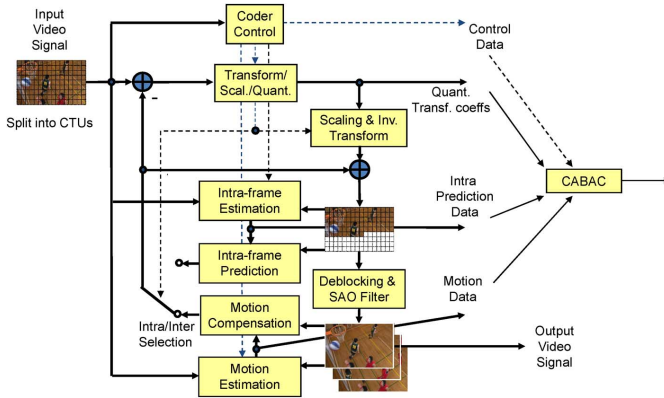 Input
Video
Signal
Split into CTUs
Coder
Control
Control
Data
Transform/
Scal./Quant.
-
Quant.
Transf. coeffs
Scaling & Inv.
Transform
CABAC
Intra-frame
Estimation
Intra
Prediction
Data
Intra-frame
Prediction
Deblocking &
SAO Filter
Motion
Data
Motion
Compensation
Intra/Inter
Selection
Output
Video
Signal
Motion
Estimation